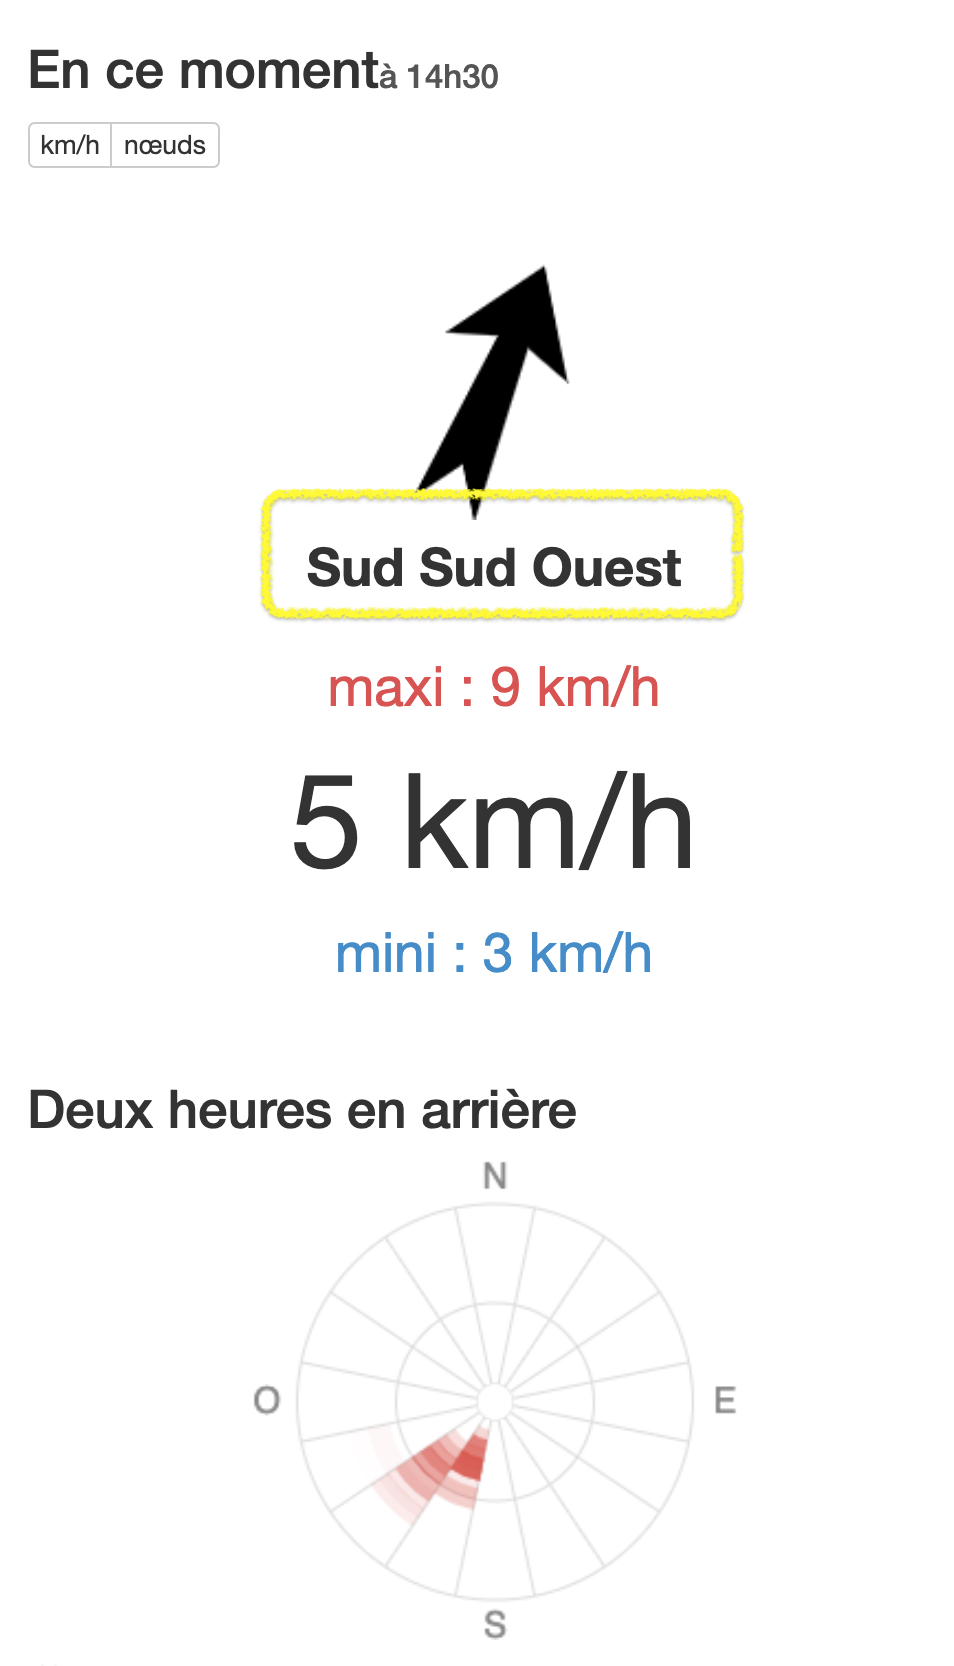 En ce moment à 14h30
km/h nœuds
Sud Sud Ouest
maxi : 9 km/h
5 km/h
mini : 3 km/h
Deux heures en arrière
N
O E
S